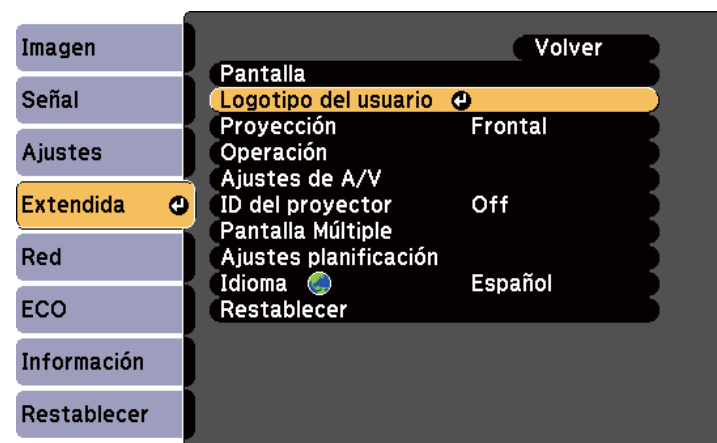 Imagen
Señal
Ajustes
Extendida
Red
ECO
Información
Restablecer
Volver
Pantalla
Logotipo del usuario
Proyección Frontal
Operación
Ajustes de A/V
ID del proyector Off
Pantalla Múltiple
Ajustes planificación
Idioma Español
Restablecer